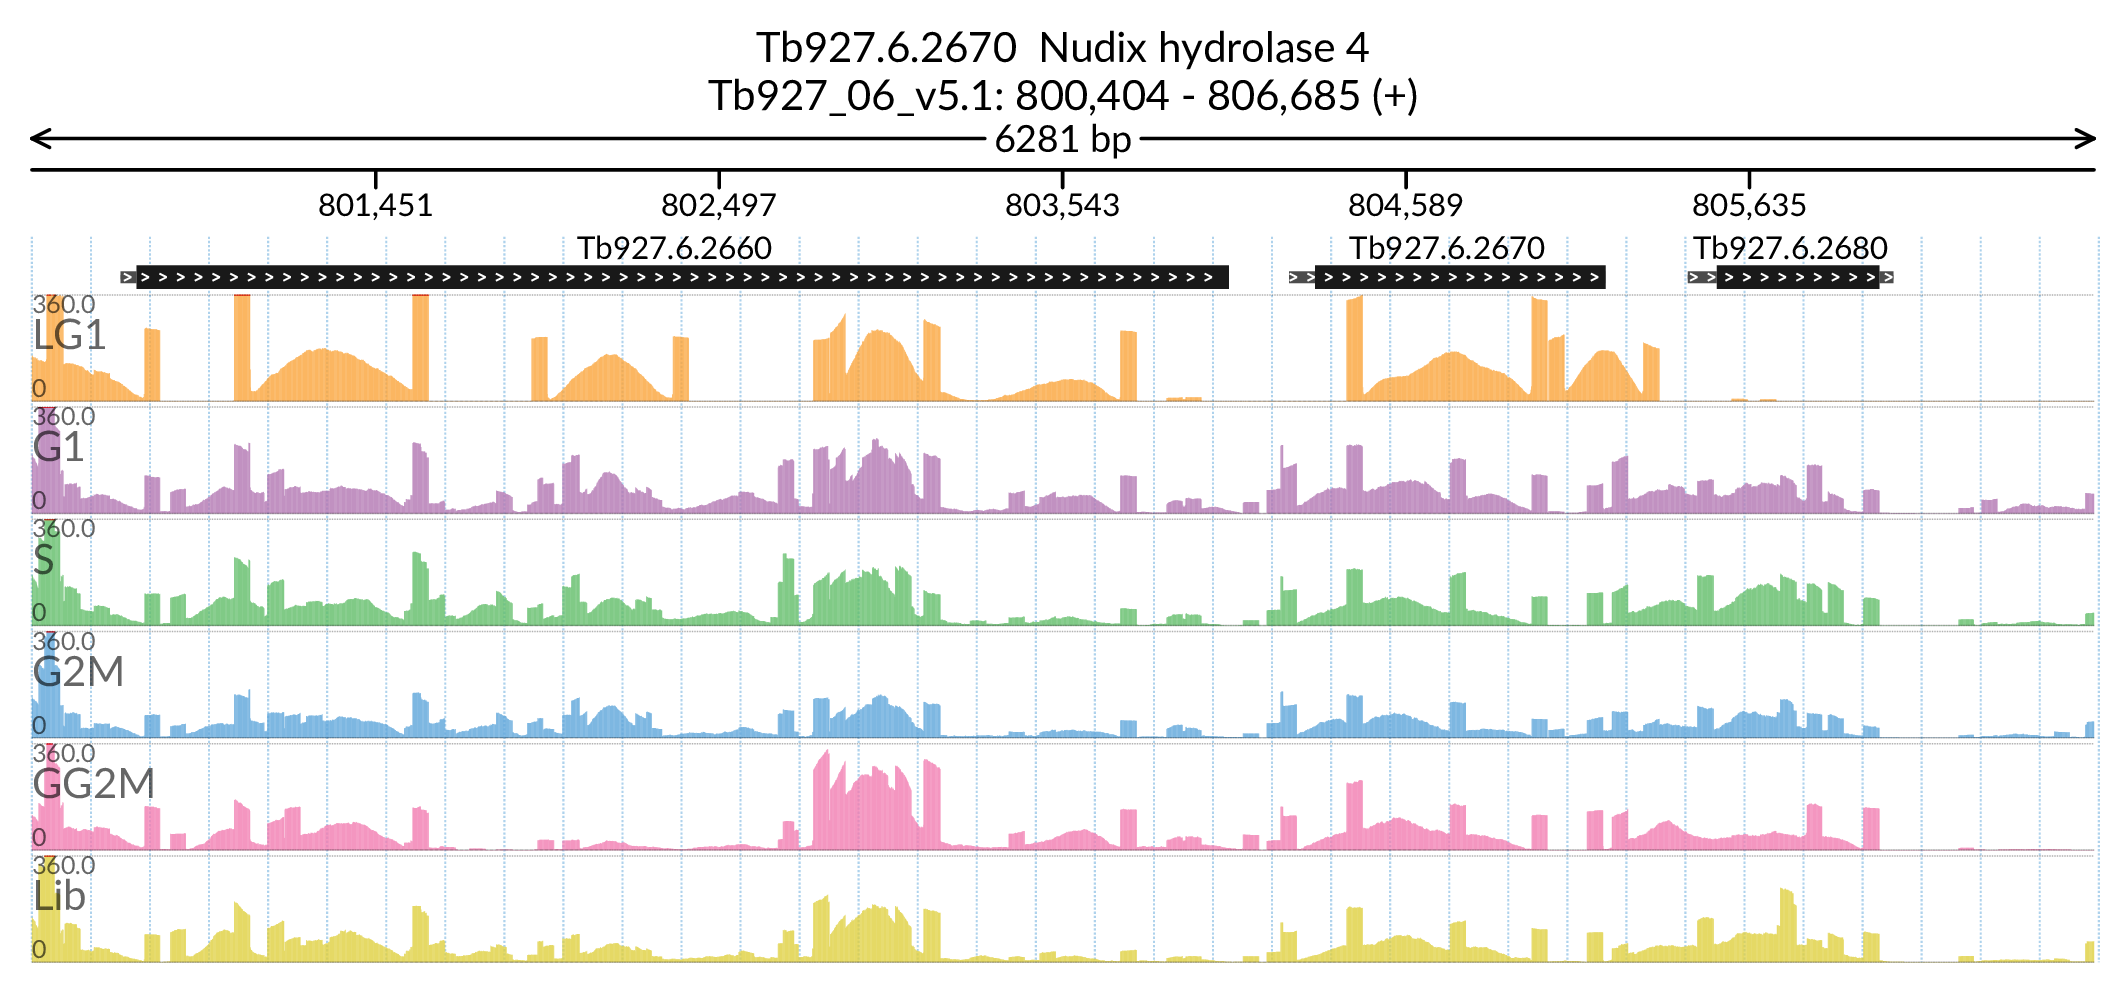 Tb927.6.2670  Nudix hydrolase 4
Tb927_06_v5.1: 800,404 - 806,685 (+)
6281 bp
801,451 802,497 803,543 804,589 805,635
Tb927.6.2660 Tb927.6.2670 Tb927.6.2680
360.0
LG1
0
360.0
G1
0
360.0
S
0
360.0
G2M
0
360.0
GG2M
0
360.0
Lib
0